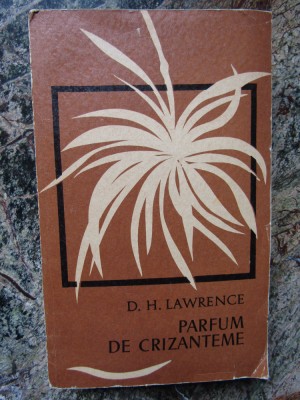 D. H. LAWRENCE
PARFUM
DE CRIZANTEME